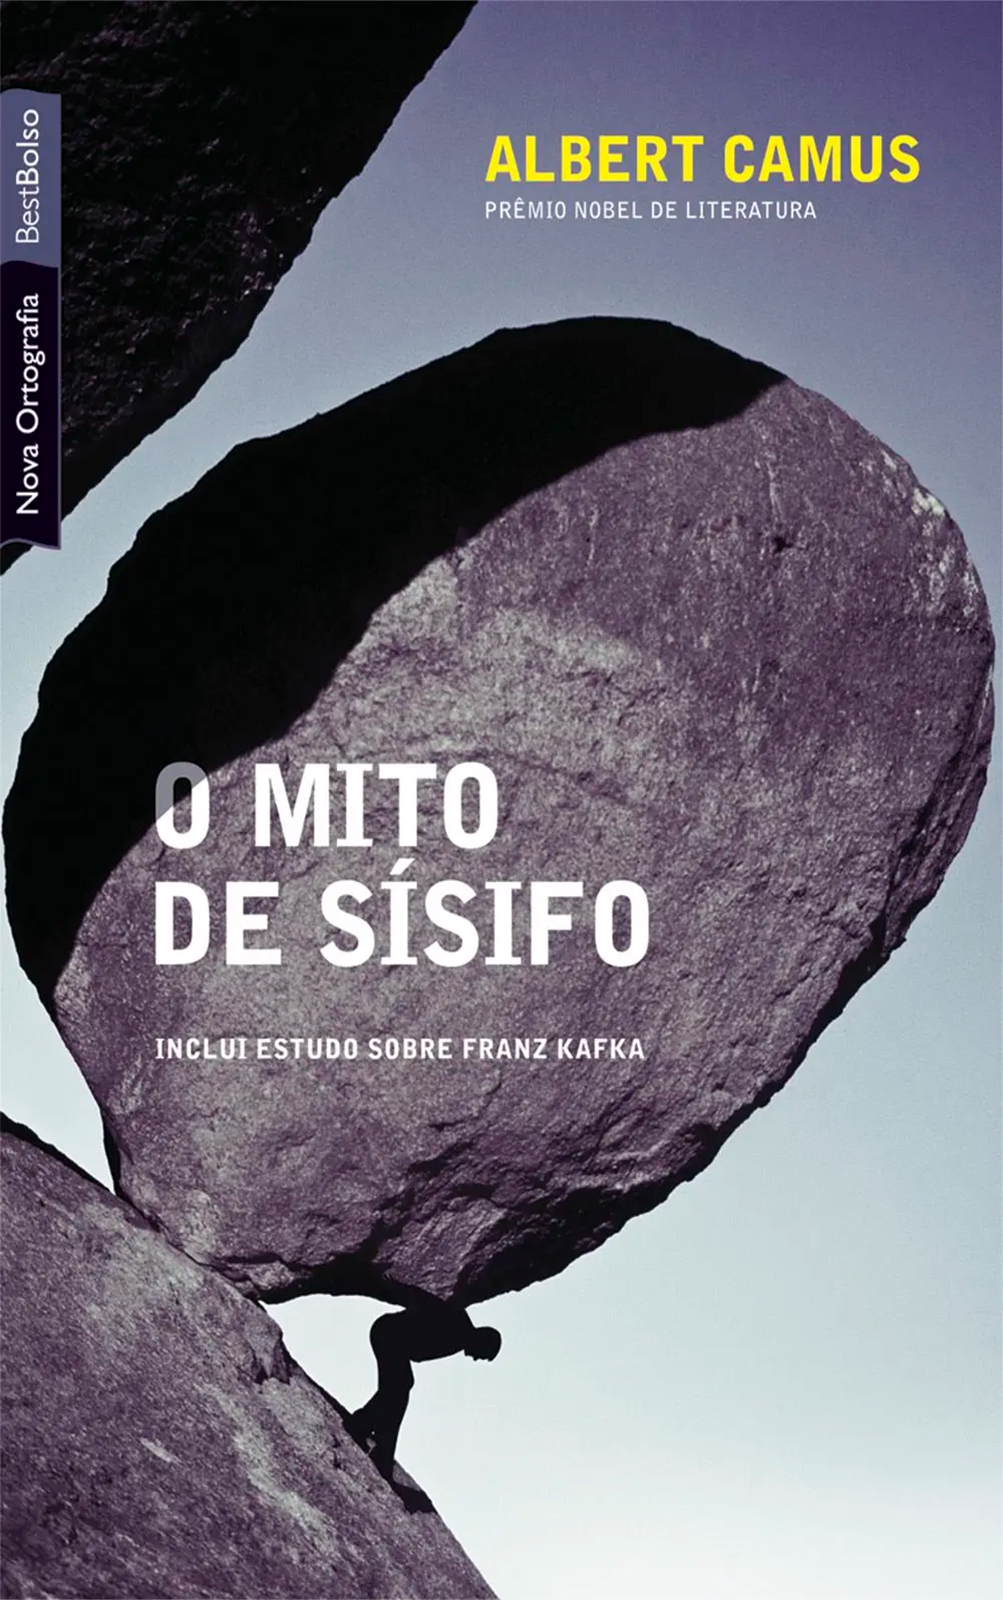 BestBolso
Nova Ortografia
ALBERT CAMUS
PRÊMIO NOBEL DE LITERATURA
O MITO
DE SÍSIFO
INCLUI ESTUDO SOBRE FRANZ KAFKA